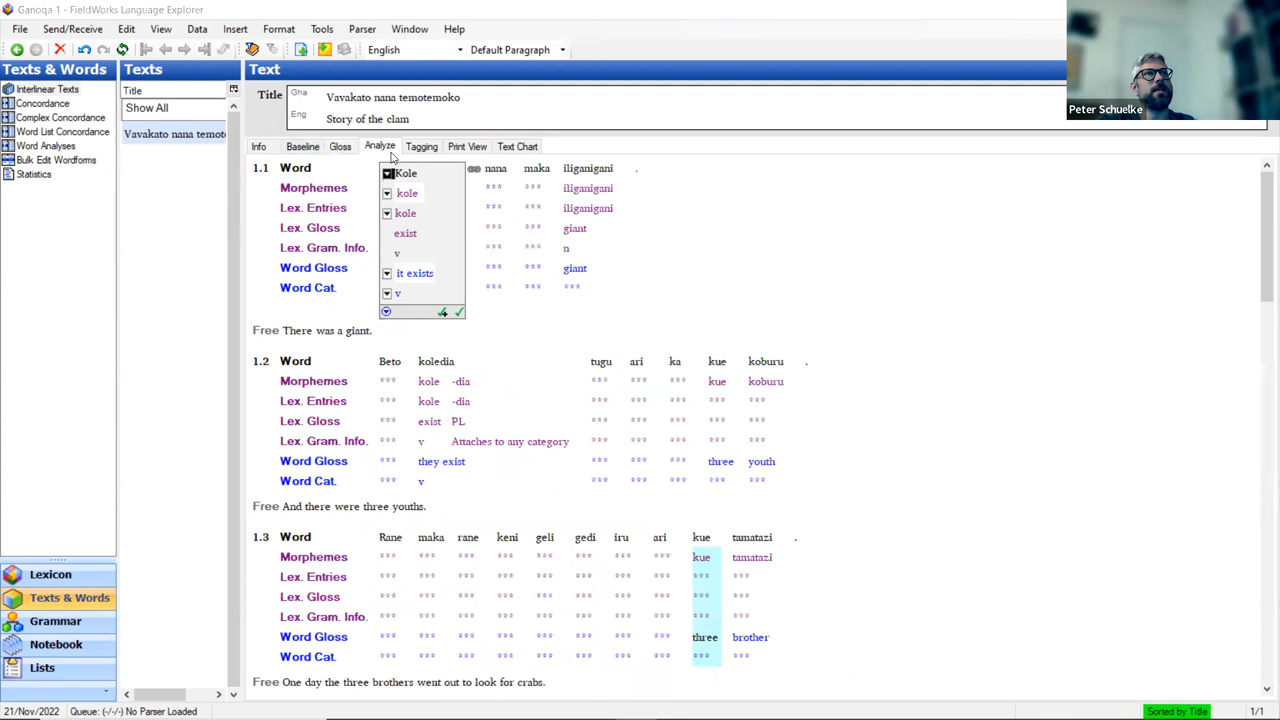 Ganoqa 1 - FieldWorks Language Explorer
File Send/Receive Edit View Data Insert Format Tools Parser Window Help
English Default Paragraph
Texts & Words Texts Text
Interlinear Texts
Concordance
Complex Concordance
Word List Concordance
Word Analyses
Bulk Edit Wordforms
Statistics
Title
Show All
Vavakato nana temot
Title Gha Vavakato nana temotemoko
Eng Story of the clam
Peter Schuelke
Info Baseline Gloss Analyze Tagging Print View Text Chart
1.1 Word Kole nana maka iliganigani .
Morphemes kole *** *** iliganigani
Lex. Entries kole *** *** iliganigani
Lex. Gloss exist *** *** giant
Lex. Gram. Info. v *** *** n
Word Gloss it exists *** *** giant
Word Cat. v *** *** ***
Free There was a giant.
1.2 Word Beto koledia tugu ari ka kue koburu .
Morphemes *** kole -dia *** *** *** kue koburu
Lex. Entries *** kole -dia *** *** *** *** ***
Lex. Gloss *** exist PL *** *** *** *** ***
Lex. Gram. Info. *** v Attaches to any category *** *** *** *** ***
Word Gloss *** they exist *** *** *** three youth
Word Cat. *** v *** *** *** *** ***
Free And there were three youths.
1.3 Word Rane maka rane keni geli gedi iru ari kue tamatazi .
Morphemes *** *** *** *** *** *** *** *** kue tamatazi
Lex. Entries *** *** *** *** *** *** *** *** *** ***
Lex. Gloss *** *** *** *** *** *** *** *** *** ***
Lex. Gram. Info. *** *** *** *** *** *** *** *** *** ***
Word Gloss *** *** *** *** *** *** *** *** three brother
Word Cat. *** *** *** *** *** *** *** *** *** ***
Free One day the three brothers went out to look for crabs.
Lexicon
Texts & Words
Grammar
Notebook
Lists
21/Nov/2022 Queue: (-/-/-) No Parser Loaded Sorted by Title 1/1